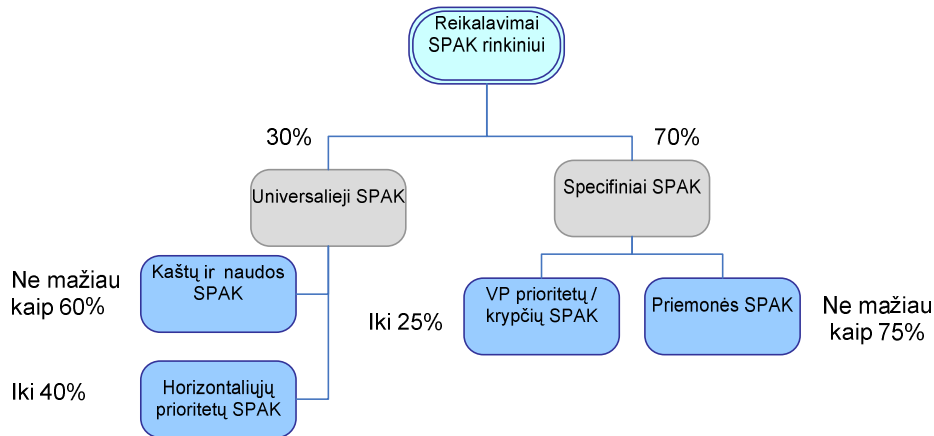 Reikalavimai
SPAK rinkiniui
30%
70%
Universalieji SPAK
Specifiniai SPAK
Ne mažiau
kaip 60%
Kaštų ir naudos
SPAK
Iki 40%
Horizontaliųjų
prioritetų SPAK
Iki 25%
VP prioritetų /
krypčių SPAK
Priemonės SPAK
Ne mažiau
kaip 75%